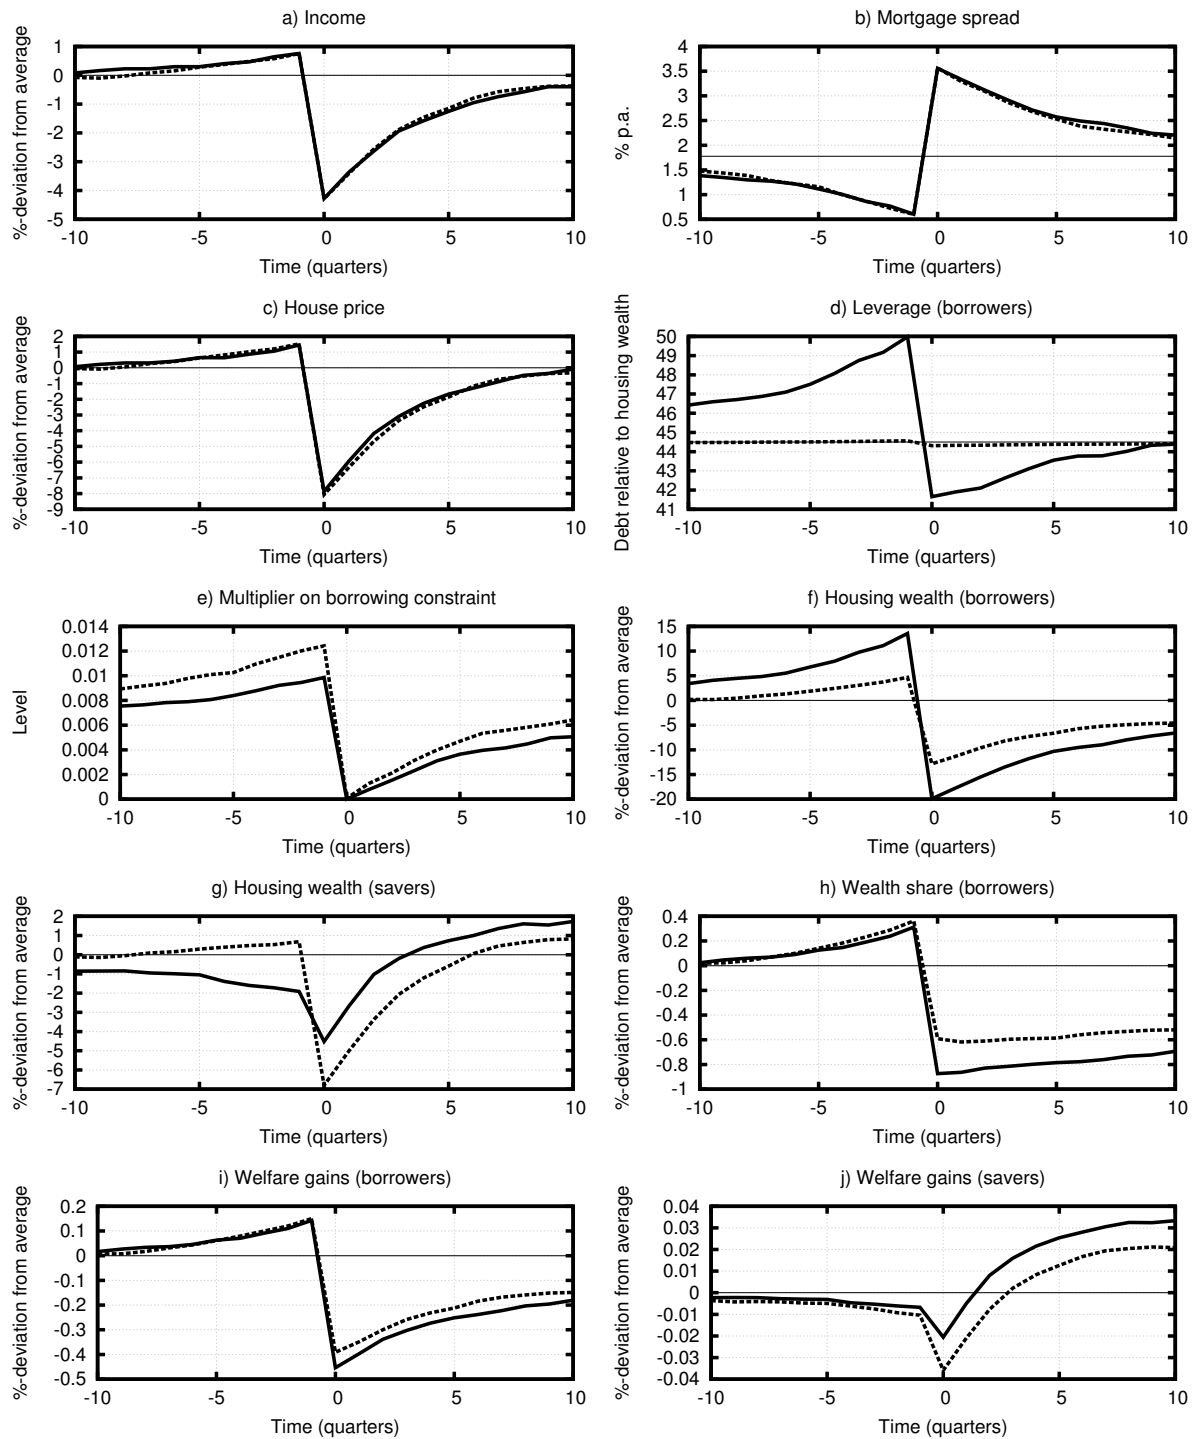 a) Income
%-deviation from average
1
0
-1
-2
-3
-4
-5
-10 -5 0 5 10
Time (quarters)
b) Mortgage spread
% p.a.
4
3.5
3
2.5
2
1.5
1
0.5
-10 -5 0 5 10
Time (quarters)
c) House price
%-deviation from average
2
1
0
-1
-2
-3
-4
-5
-6
-7
-8
-9
-10 -5 0 5 10
Time (quarters)
d) Leverage (borrowers)
Debt relative to housing wealth
50
49
48
47
46
45
44
43
42
41
-10 -5 0 5 10
Time (quarters)
e) Multiplier on borrowing constraint
Level
0.014
0.012
0.01
0.008
0.006
0.004
0.002
0
-10 -5 0 5 10
Time (quarters)
f) Housing wealth (borrowers)
%-deviation from average
15
10
5
0
-5
-10
-15
-20
-10 -5 0 5 10
Time (quarters)
g) Housing wealth (savers)
%-deviation from average
2
1
0
-1
-2
-3
-4
-5
-6
-7
-10 -5 0 5 10
Time (quarters)
h) Wealth share (borrowers)
%-deviation from average
0.4
0.2
0
-0.2
-0.4
-0.6
-0.8
-1
-10 -5 0 5 10
Time (quarters)
i) Welfare gains (borrowers)
%-deviation from average
0.2
0.1
0
-0.1
-0.2
-0.3
-0.4
-0.5
-10 -5 0 5 10
Time (quarters)
j) Welfare gains (savers)
%-deviation from average
0.04
0.03
0.02
0.01
0
-0.01
-0.02
-0.03
-0.04
-10 -5 0 5 10
Time (quarters)